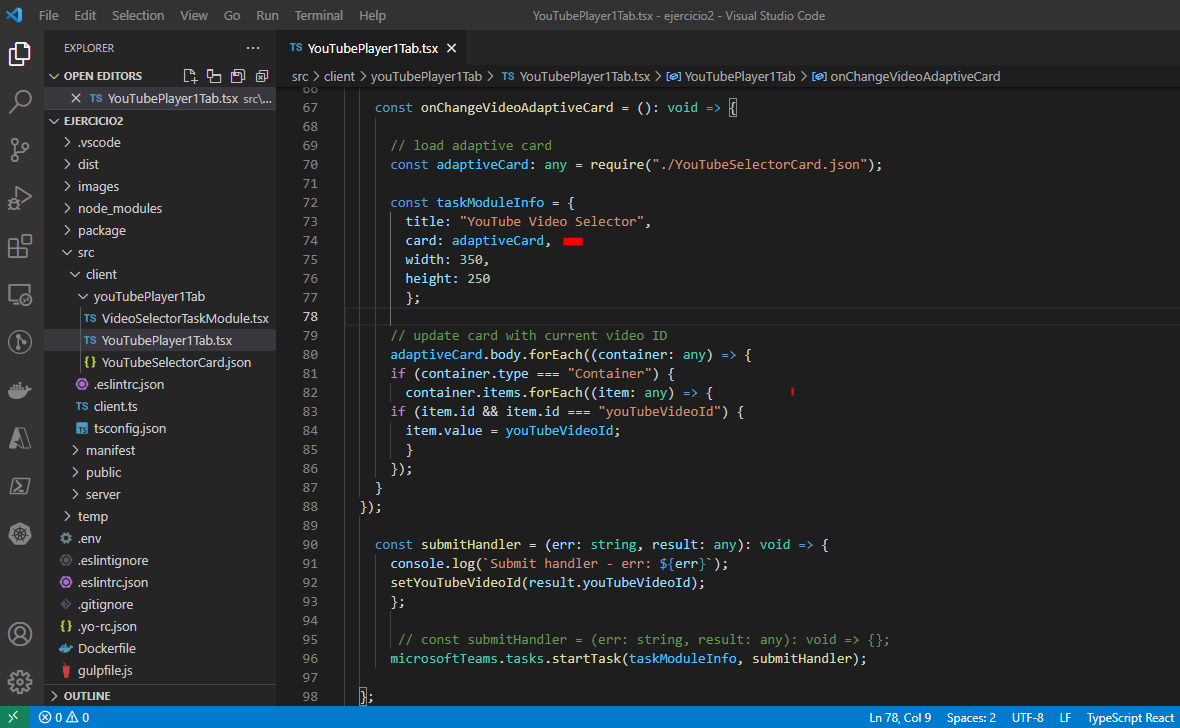 File Edit Selection View Go Run Terminal Help YouTubePlayer1Tab.tsx - ejercicio2 - Visual Studio Code
EXPLORER
OPEN EDITORS
TS YouTubePlayer1Tab.tsx src\...
EJERCICIO2
.vscode
dist
images
node_modules
package
src
client
youTubePlayer1Tab
TS VideoSelectorTaskModule.tsx
TS YouTubePlayer1Tab.tsx
{} YouTubeSelectorCard.json
.eslintrc.json
TS client.ts
TS tsconfig.json
manifest
public
server
temp
.env
.eslintignore
.eslintrc.json
.gitignore
{} .yo-rc.json
Dockerfile
gulpfile.js
OUTLINE
TS YouTubePlayer1Tab.tsx
src > client > youTubePlayer1Tab > TS YouTubePlayer1Tab.tsx > YouTubePlayer1Tab > onChangeVideoAdaptiveCard
66
67 const onChangeVideoAdaptiveCard = (): void => {
68
69 // load adaptive card
70 const adaptiveCard: any = require("./YouTubeSelectorCard.json");
71
72 const taskModuleInfo = {
73 title: "YouTube Video Selector",
74 card: adaptiveCard,
75 width: 350,
76 height: 250
77 };
78
79 // update card with current video ID
80 adaptiveCard.body.forEach((container: any) => {
81 if (container.type === "Container") {
82 container.items.forEach((item: any) => {
83 if (item.id && item.id === "youTubeVideoId") {
84 item.value = youTubeVideoId;
85 }
86 });
87 }
88 });
89
90 const submitHandler = (err: string, result: any): void => {
91 console.log(`Submit handler - err: ${err}`);
92 setYouTubeVideoId(result.youTubeVideoId);
93 };
94
95 // const submitHandler = (err: string, result: any): void => {};
96 microsoftTeams.tasks.startTask(taskModuleInfo, submitHandler);
97
98 };
0 0 Ln 78, Col 9 Spaces: 2 UTF-8 LF TypeScript React